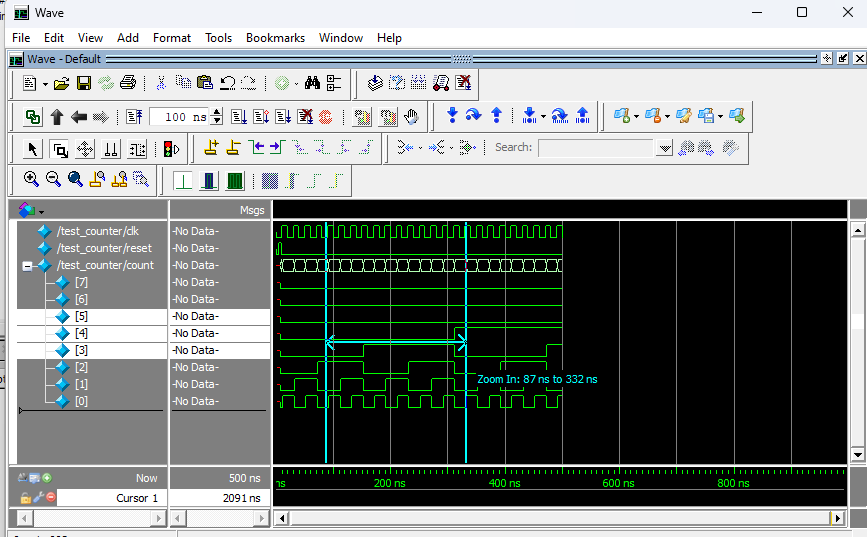 Wave
File Edit View Add Format Tools Bookmarks Window Help
Wave - Default
100 ns
Search:
Msgs
/test_counter/clk -No Data-
/test_counter/reset -No Data-
/test_counter/count -No Data-
[7] -No Data-
[6] -No Data-
[5] -No Data-
[4] -No Data-
[3] -No Data-
[2] -No Data-
[1] -No Data-
[0] -No Data-
Zoom In: 87 ns to 332 ns
Now 500 ns
ns 200 ns 400 ns 600 ns 800 ns
Cursor 1 2091 ns